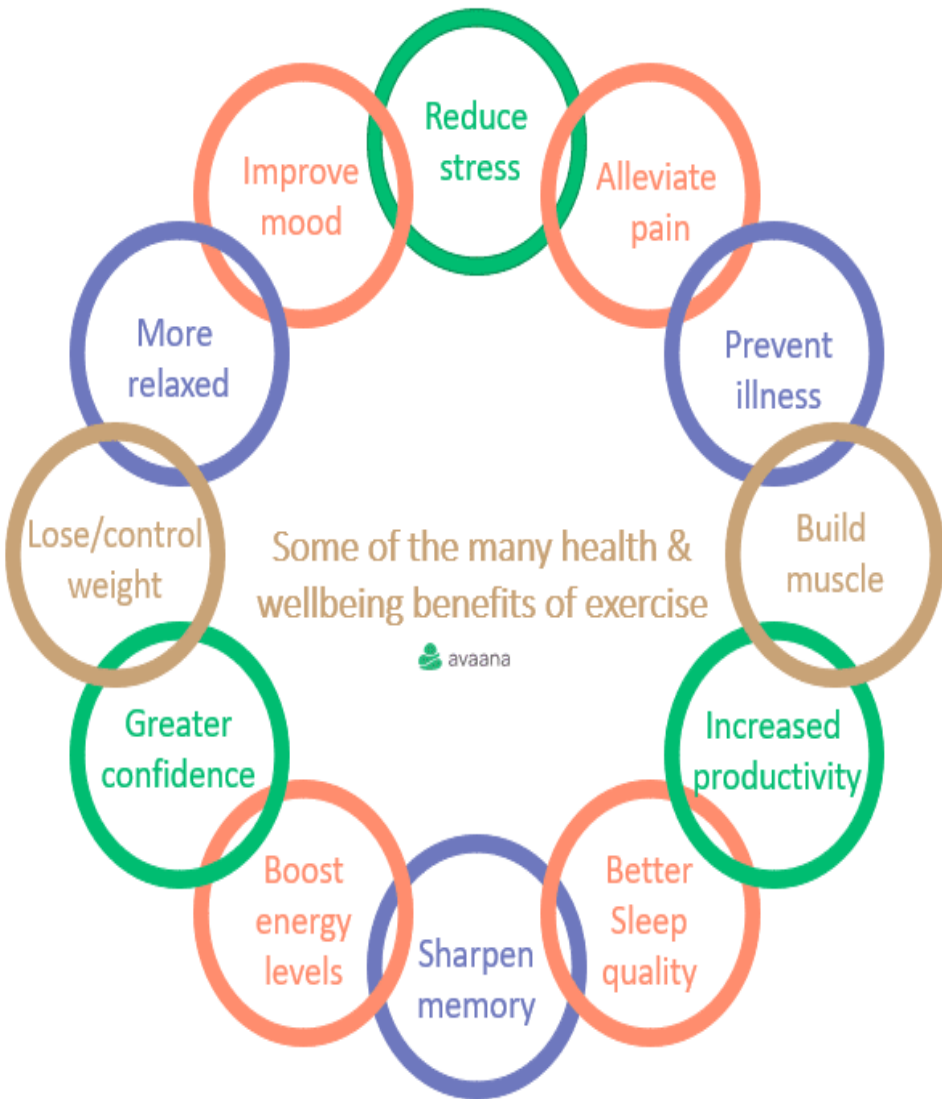 Reduce
stress
Alleviate
pain
Prevent
illness
Build
muscle
Increased
productivity
Better
Sleep
quality
Sharpen
memory
Boost
energy
levels
Greater
confidence
Lose/control
weight
More
relaxed
Improve
mood
Some of the many health &
wellbeing benefits of exercise
avaana